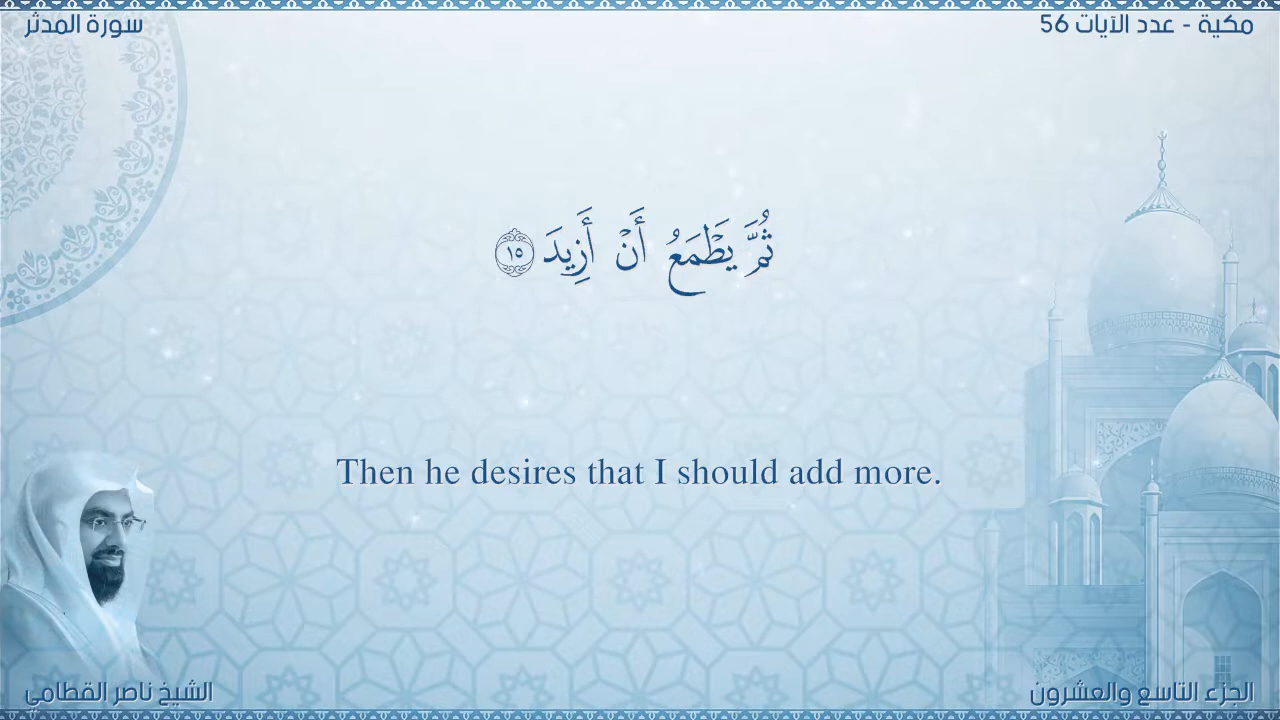 مكية - عدد الآيات 56
سورة المدثر
ثُمَّ يَطْمَعُ أَنْ أَزِيدَ ١٥
Then he desires that I should add more.
الجزء التاسع والعشرون
الشيخ ناصر القطامي